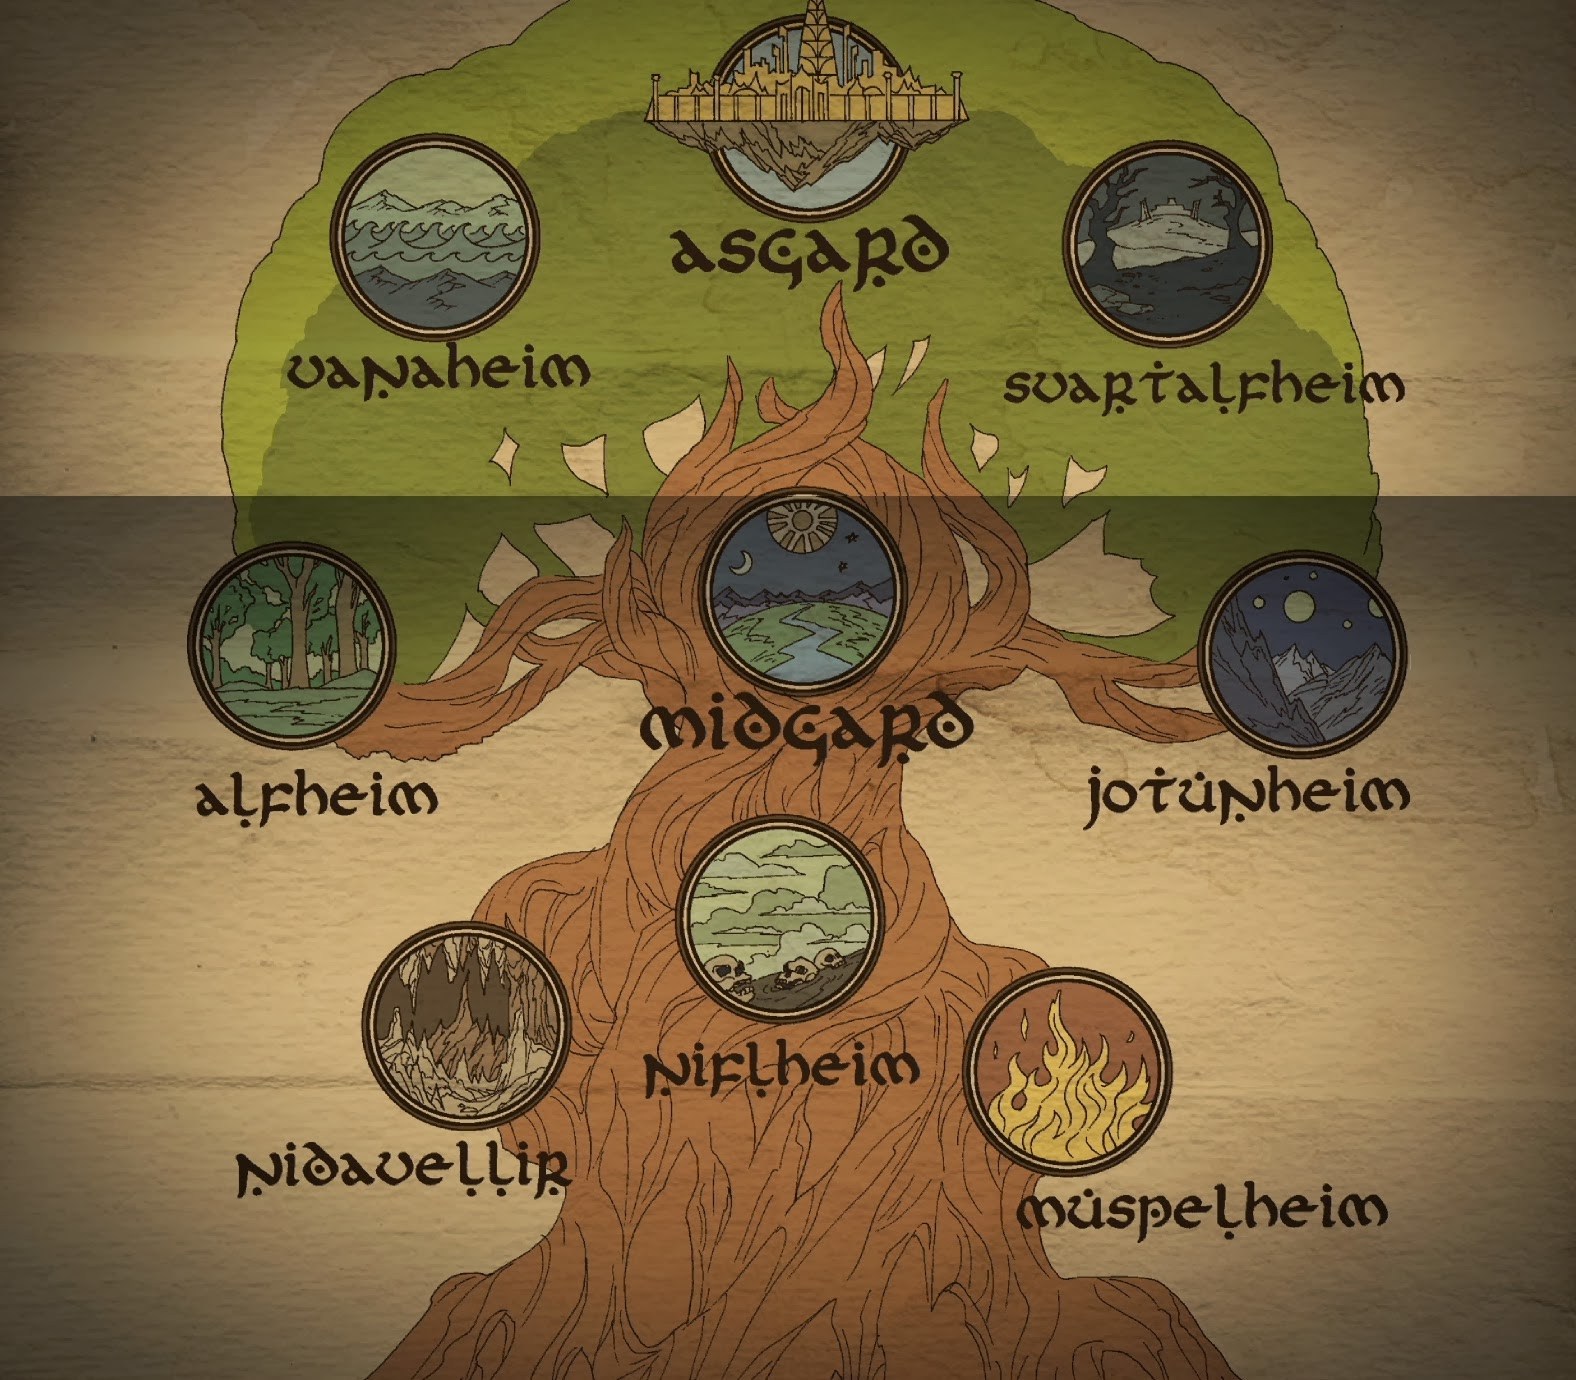 asgard
vanaheim
svartalfheim
midgard
alfheim
jotünheim
niflheim
nidavellir
müspelheim